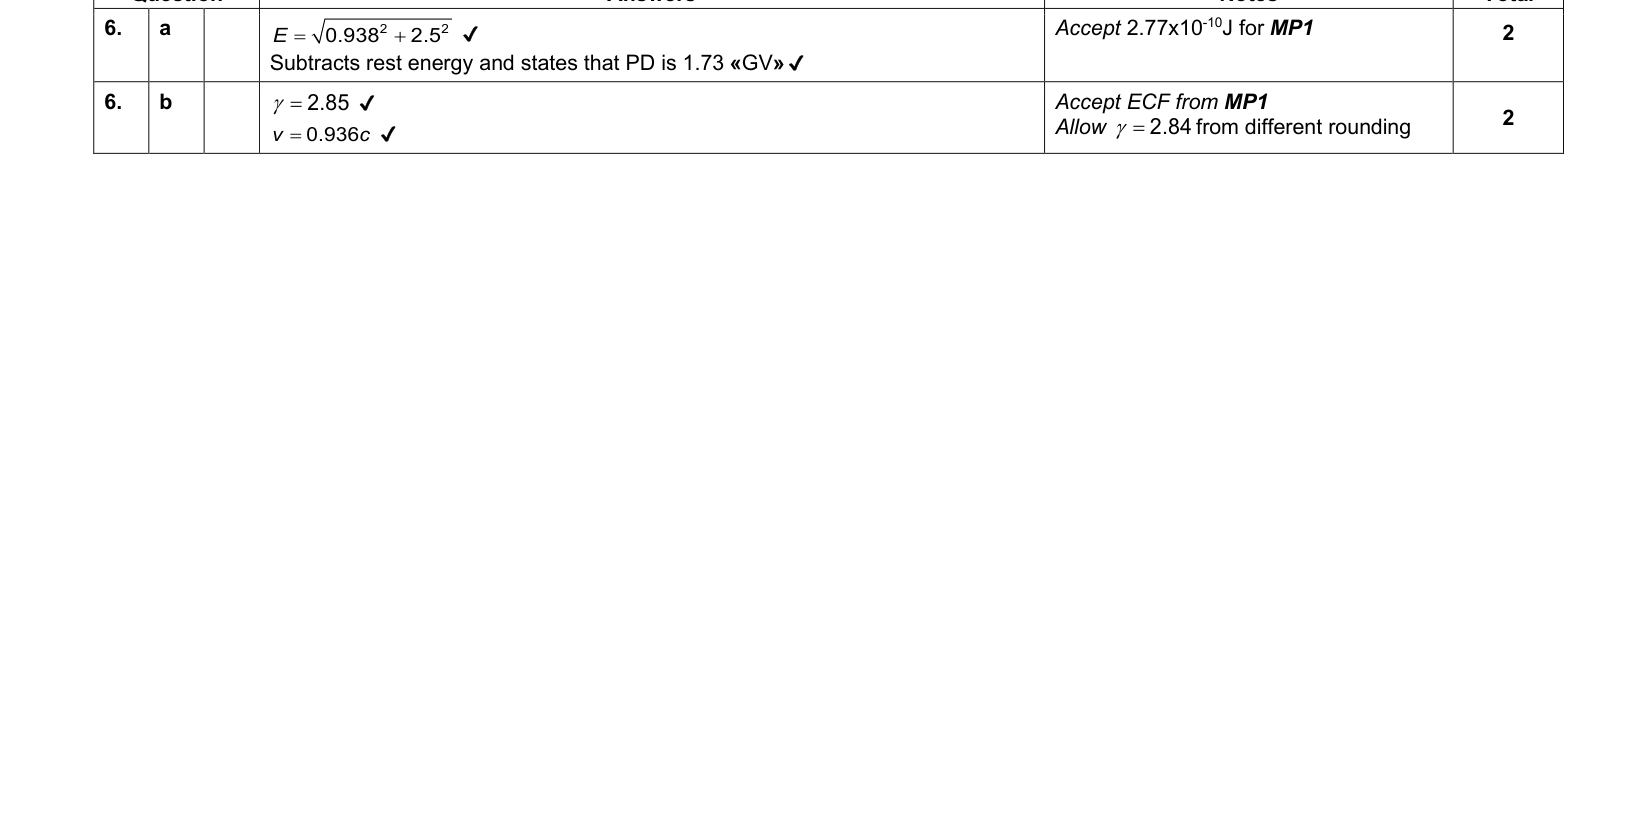 6. a E = √0.938² + 2.5² ✓ Accept 2.77x10⁻¹⁰J for MP1 2
Subtracts rest energy and states that PD is 1.73 «GV» ✓
6. b γ = 2.85 ✓ Accept ECF from MP1 2
v = 0.936c ✓ Allow γ = 2.84 from different rounding